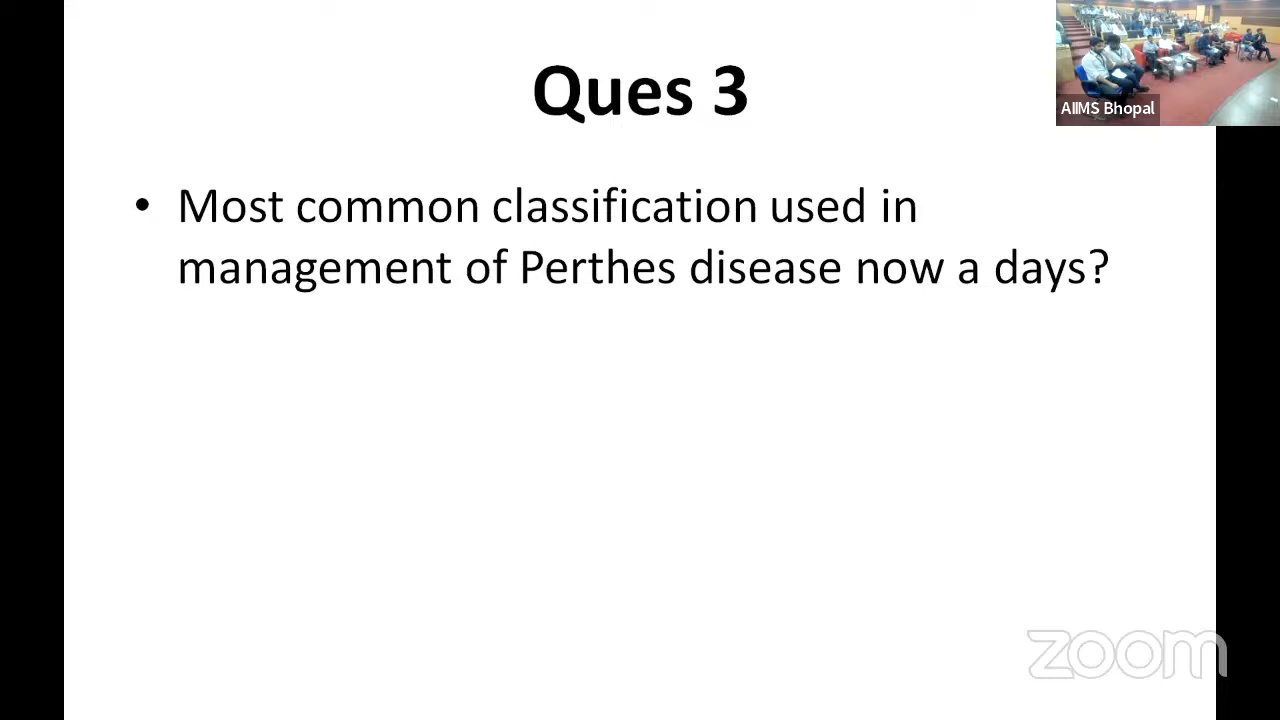 Ques 3
AIIMS Bhopal
• Most common classification used in
management of Perthes disease now a days?
zoom